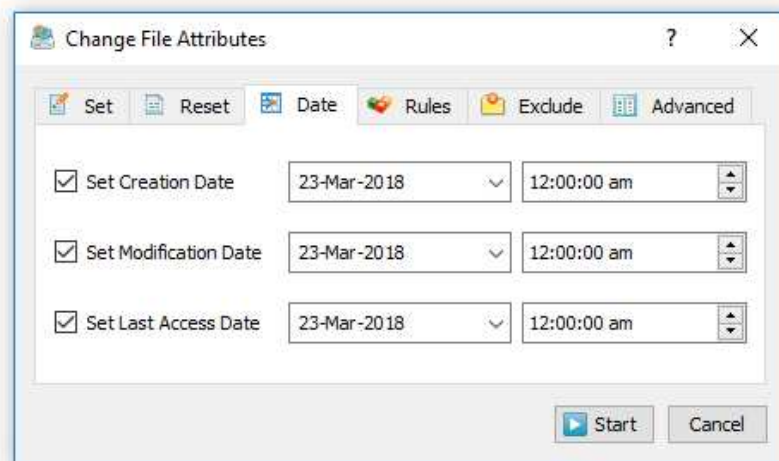 Change File Attributes ?
Set Reset Date Rules Exclude Advanced
Set Creation Date 23-Mar-2018 12:00:00 am
Set Modification Date 23-Mar-2018 12:00:00 am
Set Last Access Date 23-Mar-2018 12:00:00 am
Start Cancel